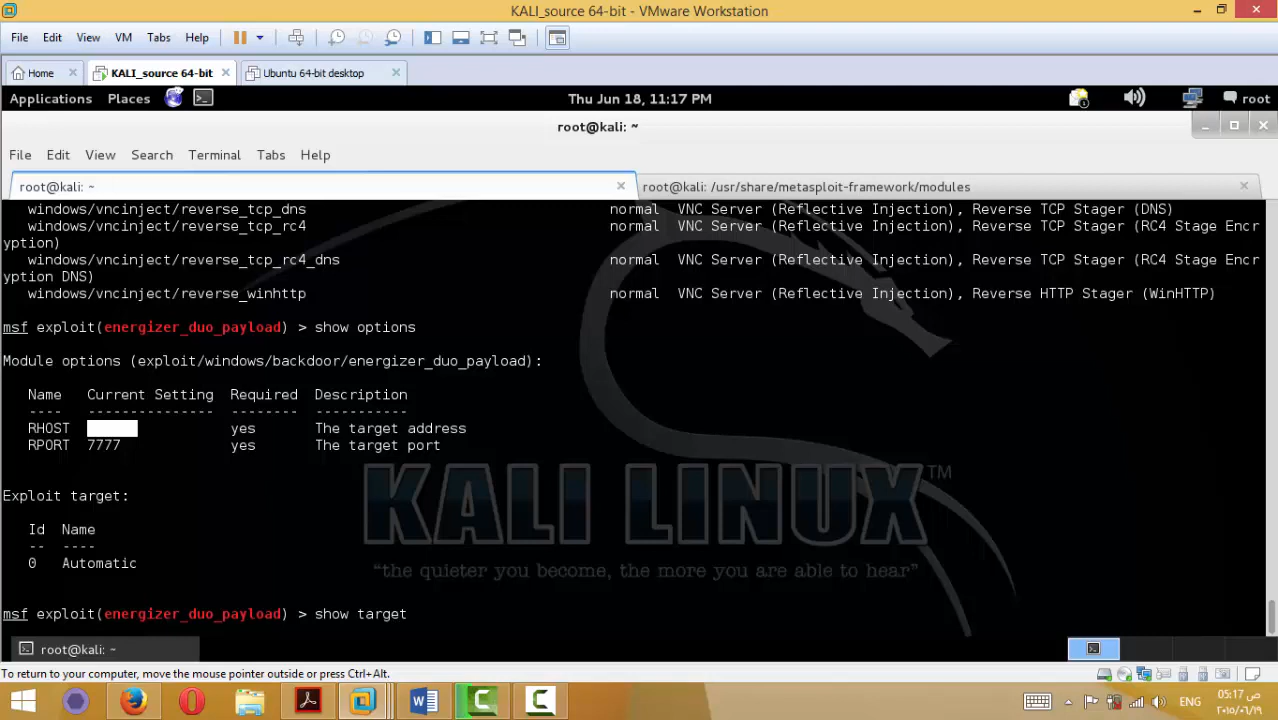 KALI_source 64-bit - VMware Workstation
File Edit View VM Tabs Help
Home KALI_source 64-bit Ubuntu 64-bit desktop
Applications Places Thu Jun 18, 11:17 PM root
root@kali: ~
File Edit View Search Terminal Tabs Help
root@kali: ~ root@kali: /usr/share/metasploit-framework/modules
windows/vncinject/reverse_tcp_dns normal VNC Server (Reflective Injection), Reverse TCP Stager (DNS)
windows/vncinject/reverse_tcp_rc4 normal VNC Server (Reflective Injection), Reverse TCP Stager (RC4 Stage Encr
yption)
windows/vncinject/reverse_tcp_rc4_dns normal VNC Server (Reflective Injection), Reverse TCP Stager (RC4 Stage Encr
yption DNS)
windows/vncinject/reverse_winhttp normal VNC Server (Reflective Injection), Reverse HTTP Stager (WinHTTP)
msf exploit(energizer_duo_payload) > show options
Module options (exploit/windows/backdoor/energizer_duo_payload):
Name Current Setting Required Description
---- --------------- -------- -----------
RHOST yes The target address
RPORT 7777 yes The target port
Exploit target:
Id Name
-- ----
0 Automatic
KALI LINUX™
“the quieter you become, the more you are able to hear”
msf exploit(energizer_duo_payload) > show target
root@kali: ~
To return to your computer, move the mouse pointer outside or press Ctrl+Alt.
ENG 05:17 ص
٢٠١٥/٠٦/١٩